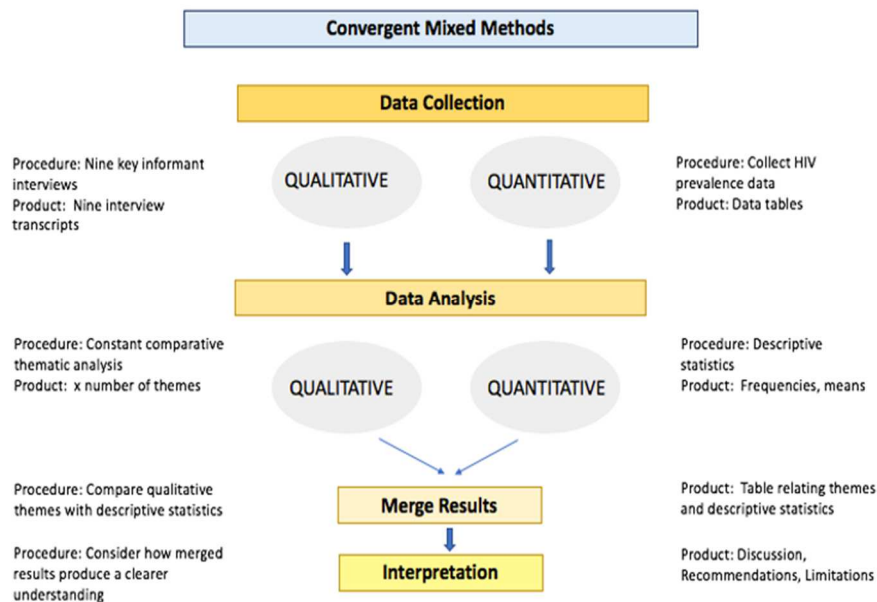 Convergent Mixed Methods
Data Collection
Procedure: Nine key informant
interviews
Product:  Nine interview
transcripts
QUALITATIVE
QUANTITATIVE
Procedure: Collect HIV
prevalence data
Product: Data tables
Data Analysis
Procedure: Constant comparative
thematic analysis
Product:  x number of themes
QUALITATIVE
QUANTITATIVE
Procedure: Descriptive
statistics
Product: Frequencies, means
Procedure: Compare qualitative
themes with descriptive statistics
Merge Results
Product:  Table relating themes
and descriptive statistics
Procedure: Consider how merged
results produce a clearer
understanding
Interpretation
Product: Discussion,
Recommendations, Limitations